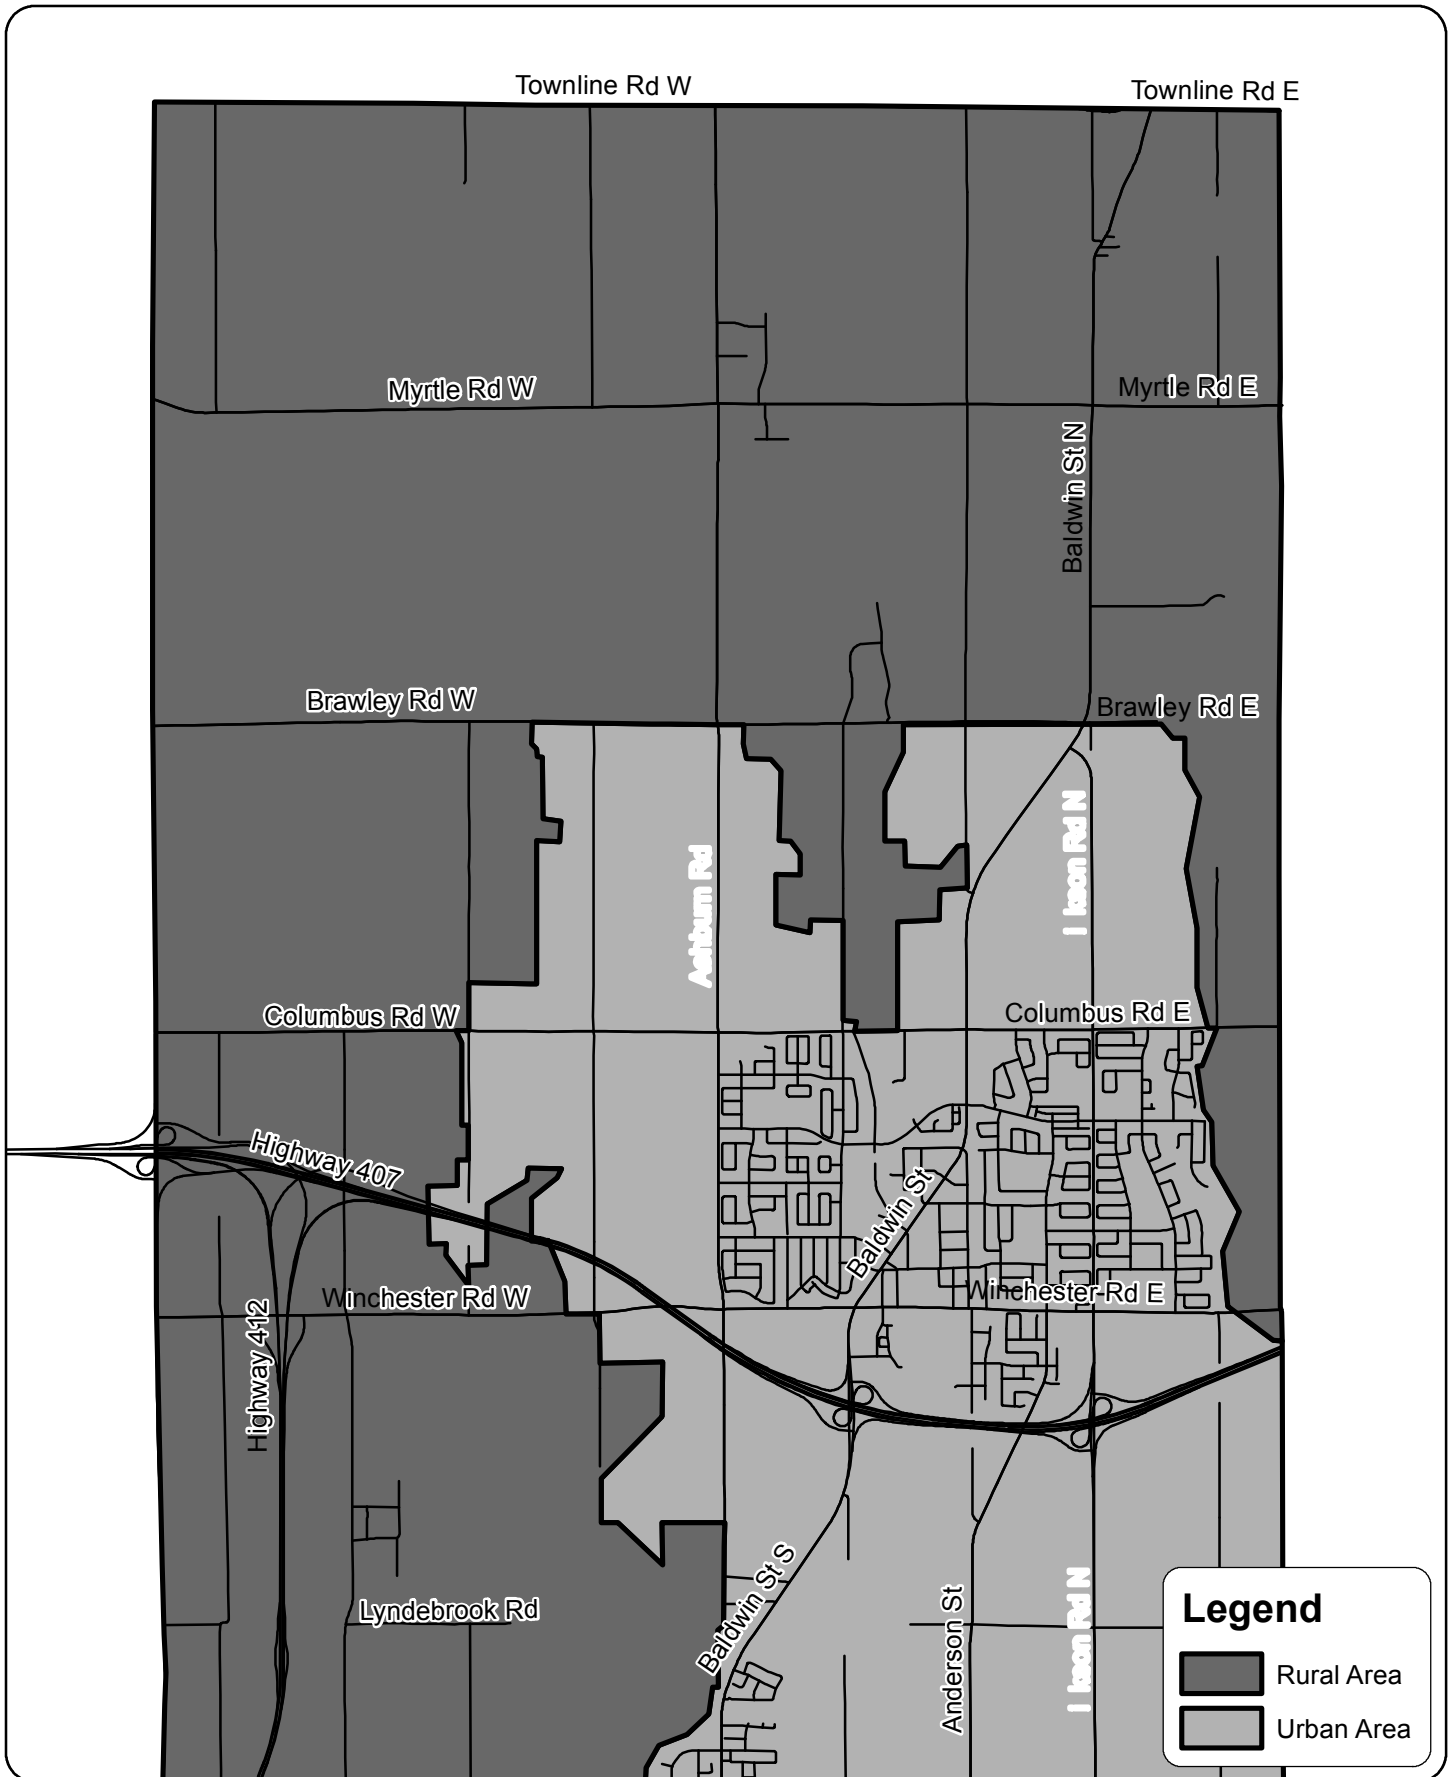 Townline Rd W
Townline Rd E
Myrtle Rd W
Myrtle Rd E
Baldwin St N
Brawley Rd W
Brawley Rd E
Ashburn Rd
Columbus Rd W
Columbus Rd E
Highway 407
Baldwin St
Winchester Rd W
Winchester Rd E
Highway 412
Lyndebrook Rd
Baldwin St S
Anderson St
Legend
Rural Area
Urban Area